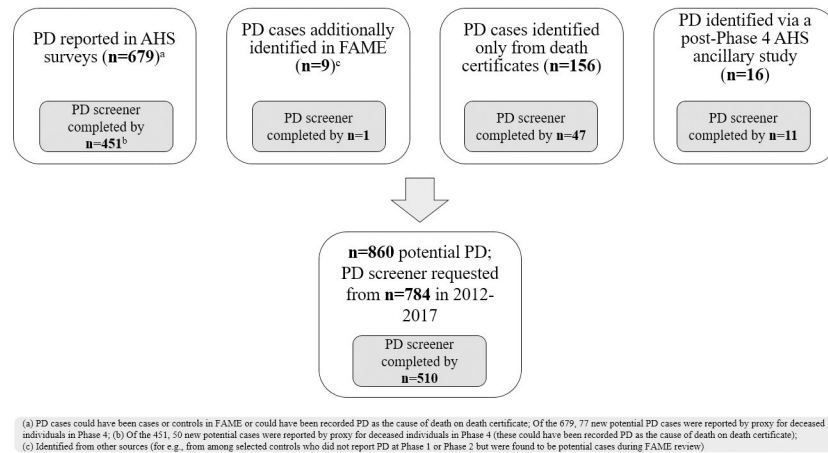 PD reported in AHS
surveys (n=679)ᵃ
PD screener
completed by
n=451ᵇ
PD cases additionally
identified in FAME
(n=9)ᶜ
PD screener
completed by n=1
PD cases identified
only from death
certificates (n=156)
PD screener
completed by n=47
PD identified via a
post-Phase 4 AHS
ancillary study
(n=16)
PD screener
completed by n=11
n=860 potential PD;
PD screener requested
from n=784 in 2012-
2017
PD screener
completed by
n=510
(a) PD cases could have been cases or controls in FAME or could have been recorded PD as the cause of death on death certificate; Of the 679, 77 new potential PD cases were reported by proxy for deceased
individuals in Phase 4; (b) Of the 451, 50 new potential cases were reported by proxy for deceased individuals in Phase 4 (these could have been recorded PD as the cause of death on death certificate);
(c) Identified from other sources (for e.g., from among selected controls who did not report PD at Phase 1 or Phase 2 but were found to be potential cases during FAME review)